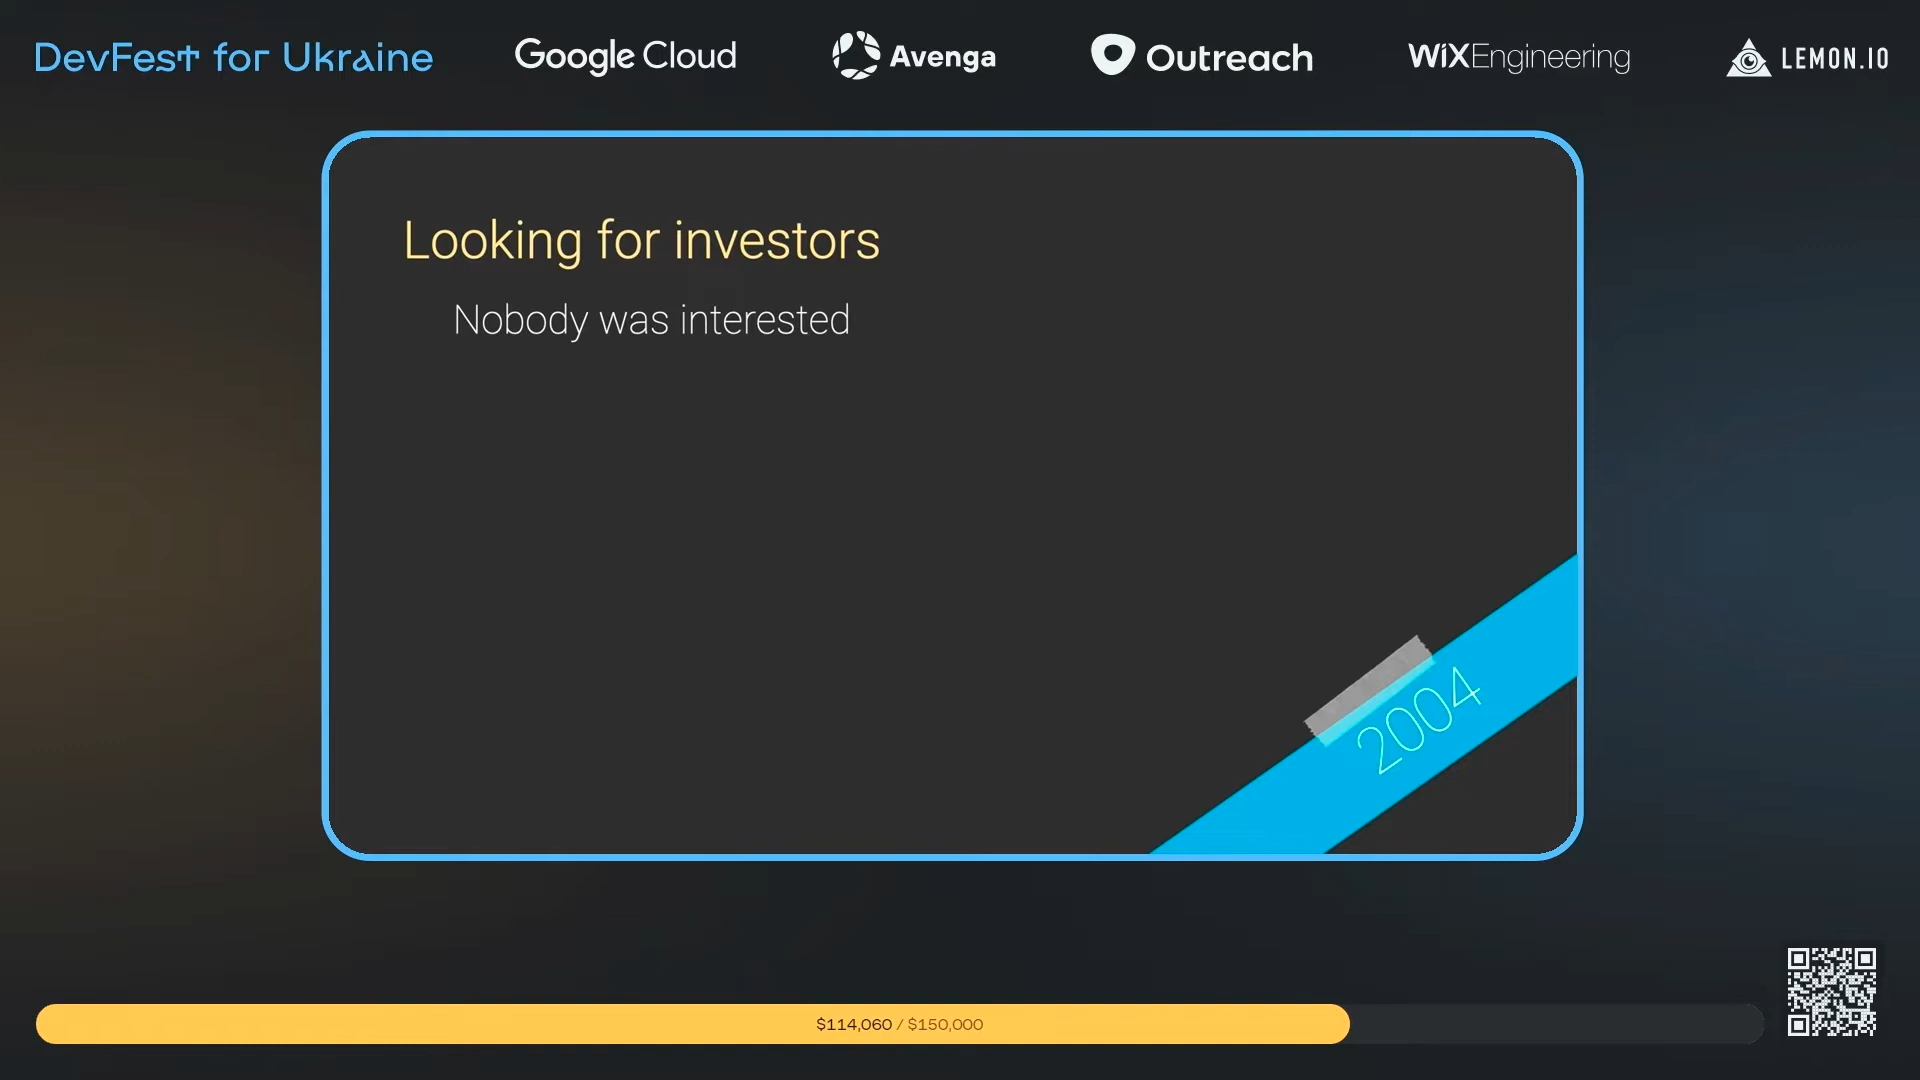 DevFest for Ukraine
Google Cloud
Avenga
Outreach
WiXEngineering
LEMON.IO
Looking for investors
Nobody was interested
2004
$114,060 / $150,000